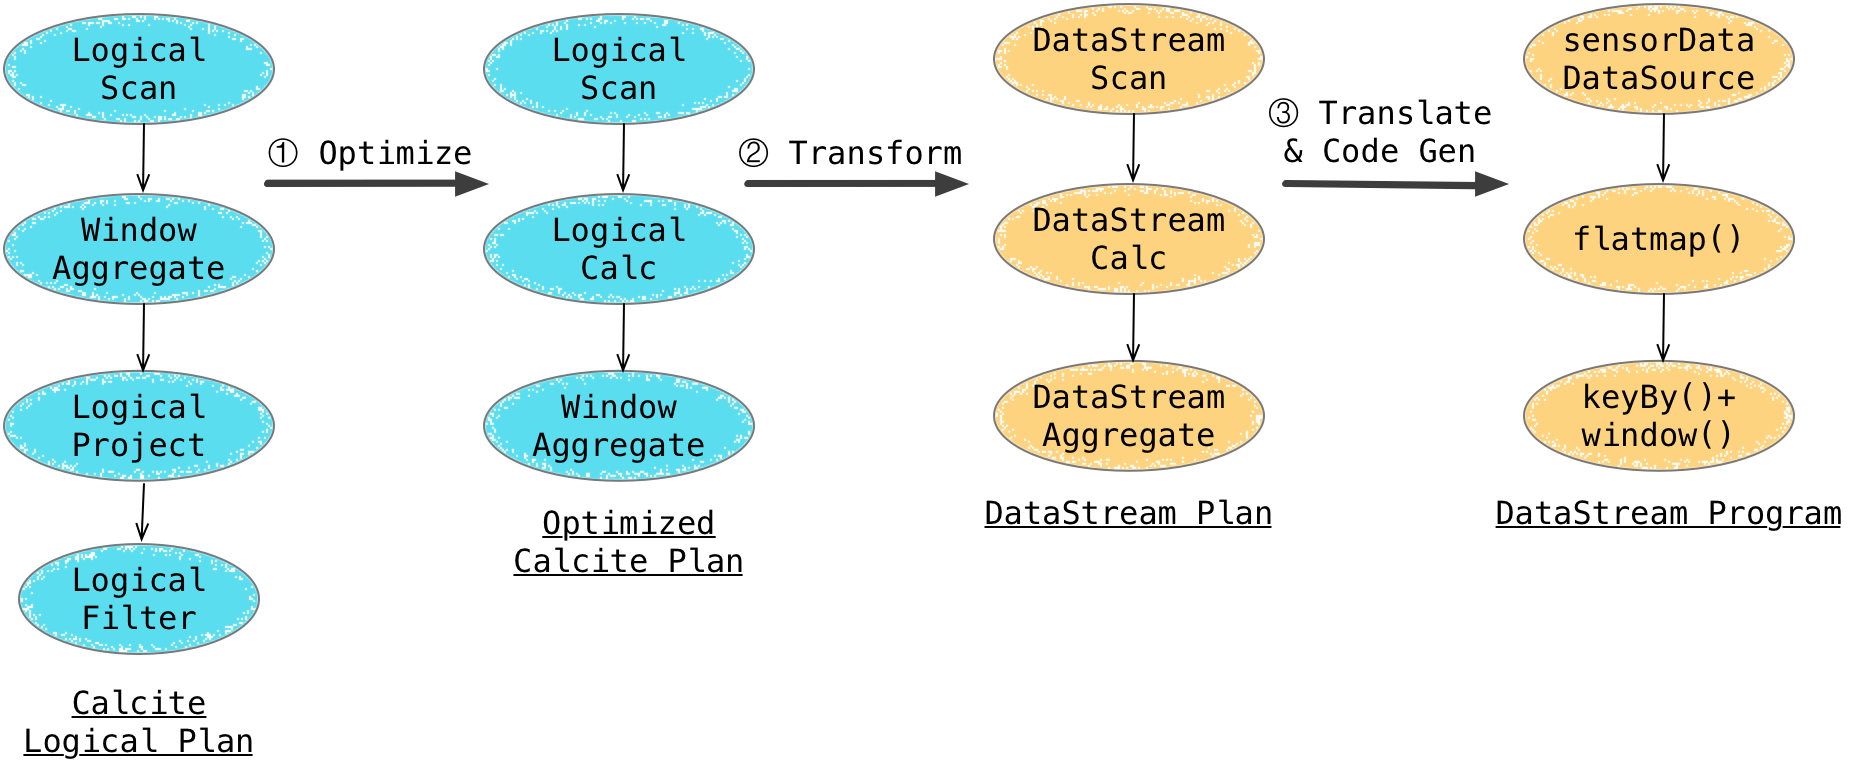 Logical
Scan
Window
Aggregate
Logical
Project
Logical
Filter
Calcite
Logical Plan
① Optimize
Logical
Scan
Logical
Calc
Window
Aggregate
Optimized
Calcite Plan
② Transform
DataStream
Scan
DataStream
Calc
DataStream
Aggregate
DataStream Plan
③ Translate
& Code Gen
sensorData
DataSource
flatmap()
keyBy()+
window()
DataStream Program